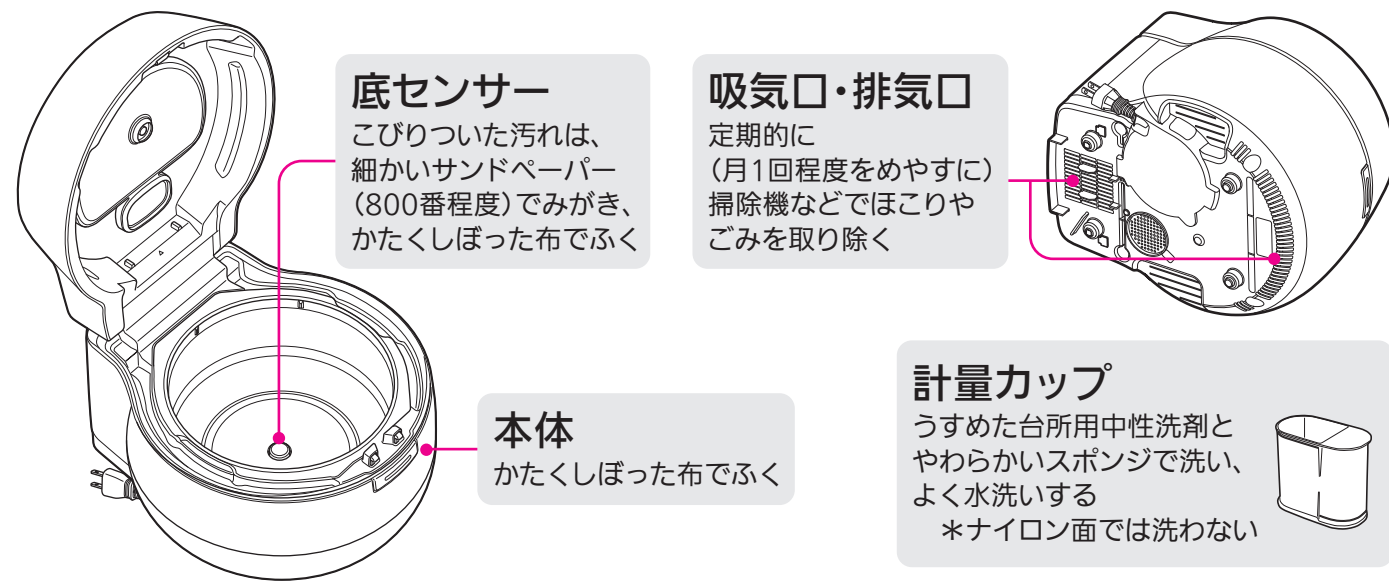 底センサー
こびりついた汚れは、
細かいサンドペーパー
（800番程度）でみがき、
かたくしぼった布でふく
吸気口・排気口
定期的に
（月1回程度をめやすに）
掃除機などでほこりや
ごみを取り除く
本体
かたくしぼった布でふく
計量カップ
うすめた台所用中性洗剤と
やわらかいスポンジで洗い、
よく水洗いする
＊ナイロン面では洗わない